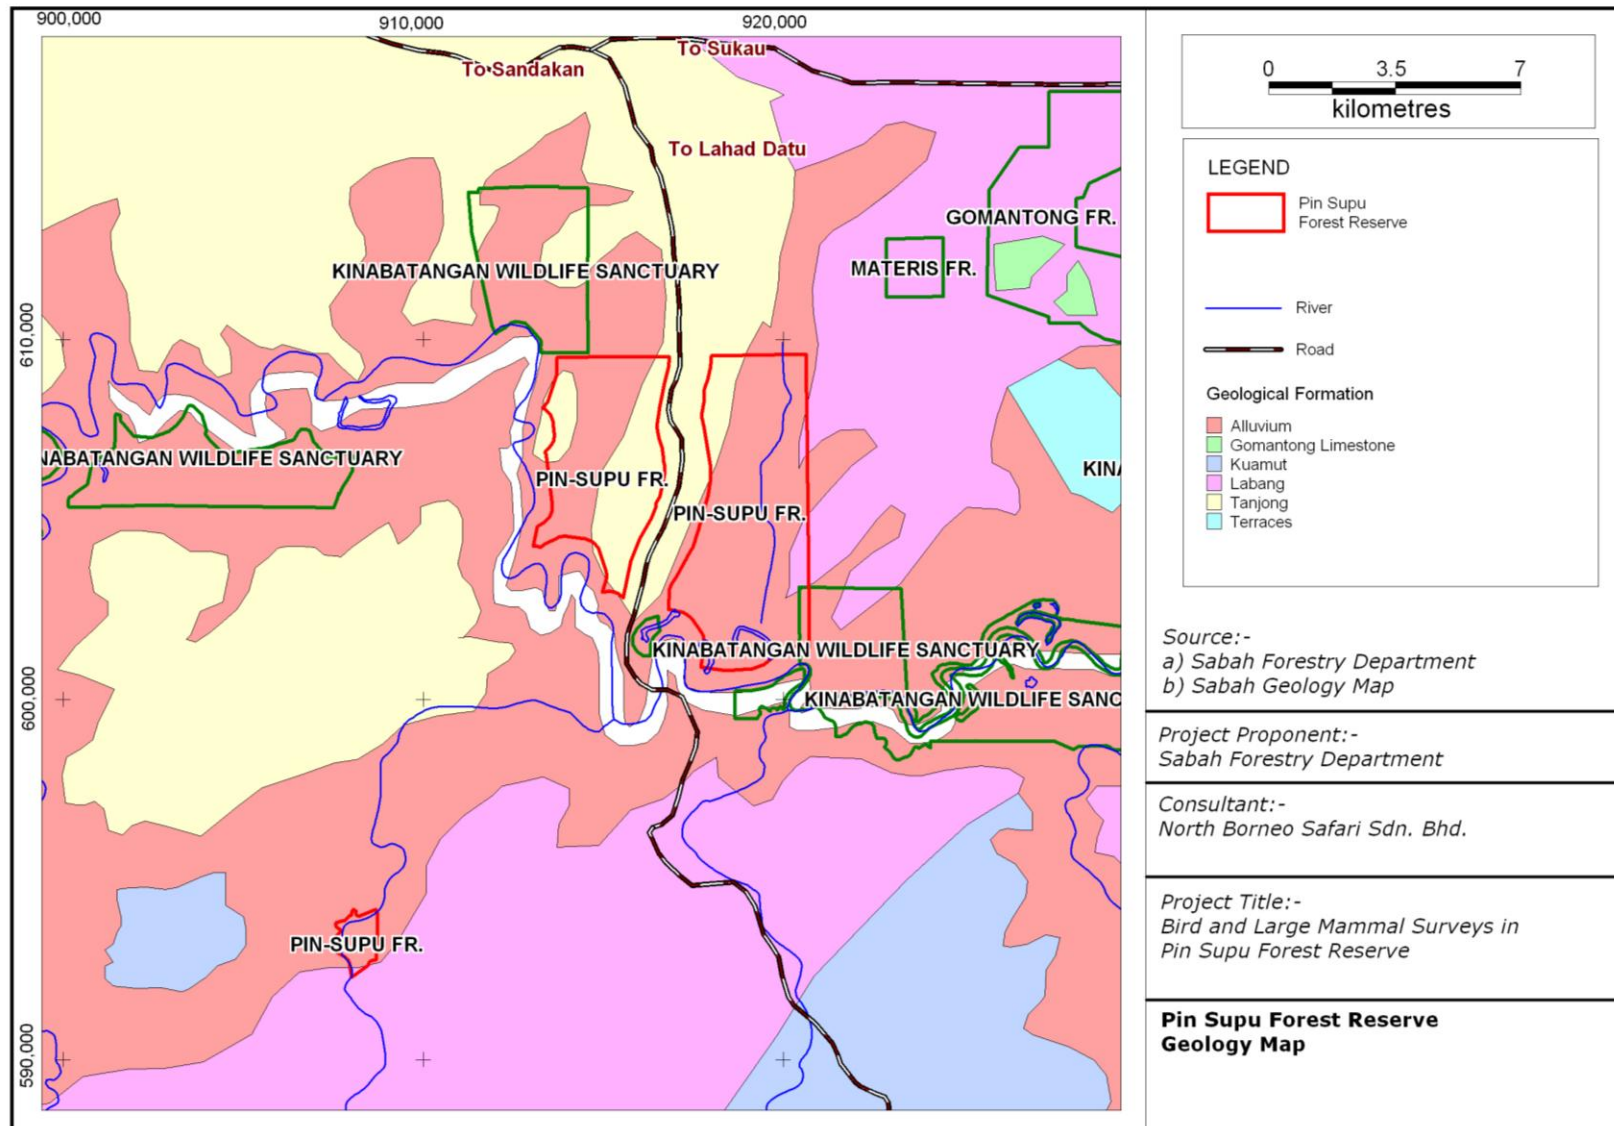 900,000
910,000
920,000
610,000
600,000
590,000
To Sukau
To Sandakan
To Lahad Datu
GOMANTONG FR.
MATERIS FR.
KINABATANGAN WILDLIFE SANCTUARY
NABATANGAN WILDLIFE SANCTUARY
KINA
PIN-SUPU FR.
PIN-SUPU FR.
KINABATANGAN WILDLIFE SANCTUARY
KINABATANGAN WILDLIFE SANC
PIN-SUPU FR.
0 3.5 7
kilometres
LEGEND
Pin Supu
Forest Reserve
River
Road
Geological Formation
Alluvium
Gomantong Limestone
Kuamut
Labang
Tanjong
Terraces
Source:-
a) Sabah Forestry Department
b) Sabah Geology Map
Project Proponent:-
Sabah Forestry Department
Consultant:-
North Borneo Safari Sdn. Bhd.
Project Title:-
Bird and Large Mammal Surveys in
Pin Supu Forest Reserve
Pin Supu Forest Reserve
Geology Map